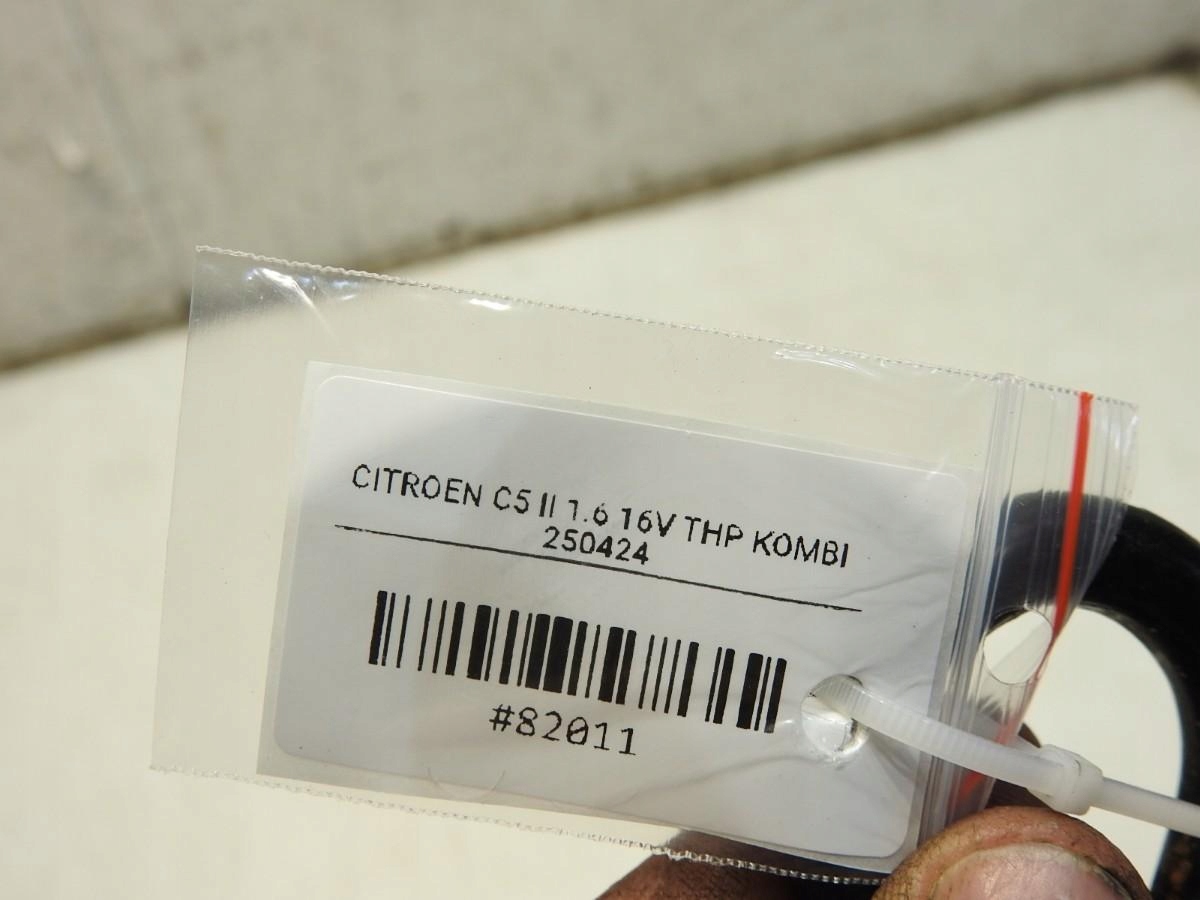 CITROEN C5 II 1.6 16V THP KOMBI
250424
#82011